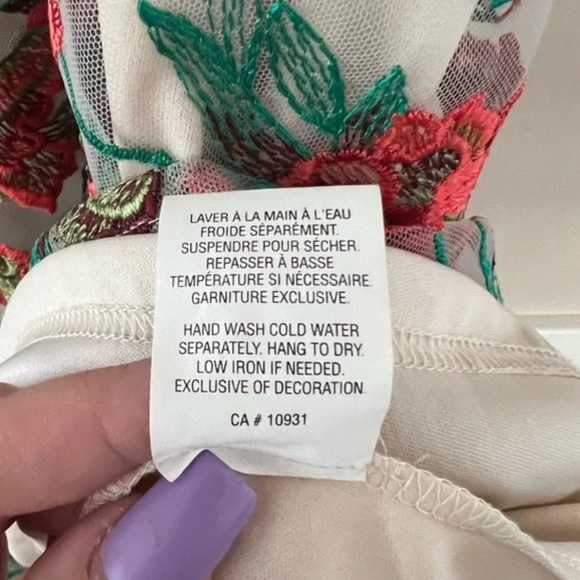 LAVER À LA MAIN À L'EAU
FROIDE SÉPARÉMENT.
SUSPENDRE POUR SÉCHER.
REPASSER À BASSE
TEMPÉRATURE SI NÉCESSAIRE.
GARNITURE EXCLUSIVE.
HAND WASH COLD WATER
SEPARATELY. HANG TO DRY.
LOW IRON IF NEEDED.
EXCLUSIVE OF DECORATION.
CA # 10931